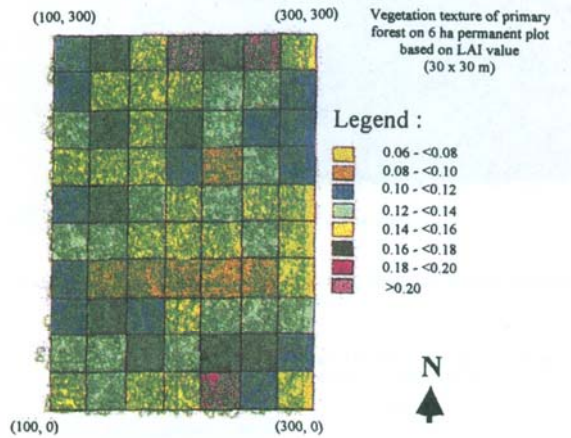 (100, 300)
(300, 300)
Vegetation texture of primary
forest on 6 ha permanent plot
based on LAI value
(30 x 30 m)
Legend :
0.06 - <0.08
0.08 - <0.10
0.10 - <0.12
0.12 - <0.14
0.14 - <0.16
0.16 - <0.18
0.18 - <0.20
>0.20
N
(100, 0)
(300, 0)